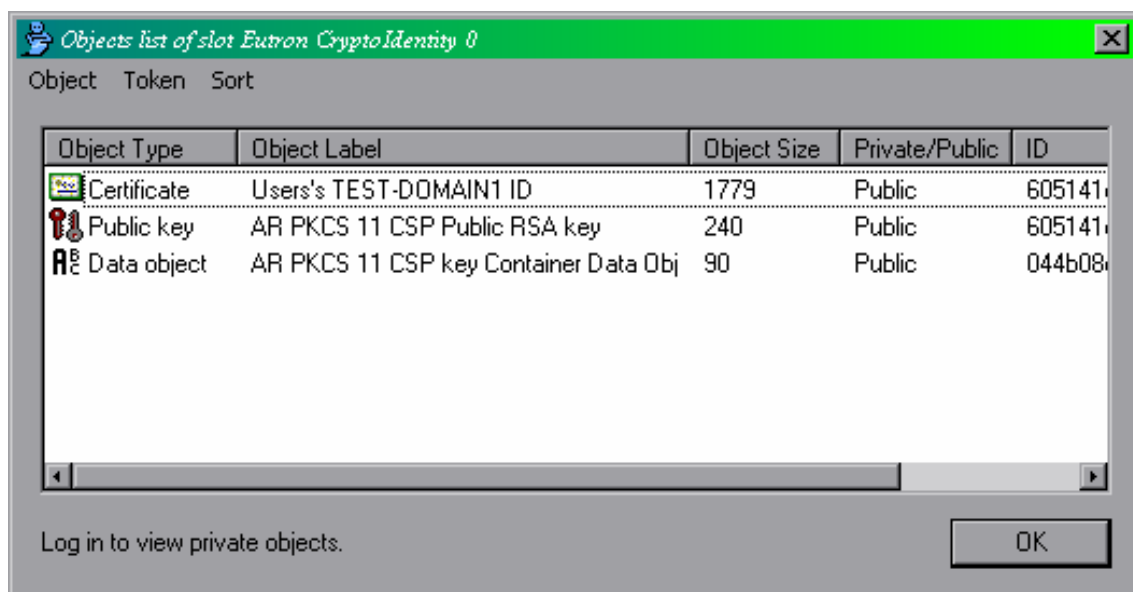 Objects list of slot Eutron CryptoIdentity 0
Object Token Sort
Object Type Object Label Object Size Private/Public ID
Certificate Users's TEST-DOMAIN1 ID 1779 Public 605141
Public key AR PKCS 11 CSP Public RSA key 240 Public 605141
Data object AR PKCS 11 CSP key Container Data Obj 90 Public 044b08
Log in to view private objects.
OK